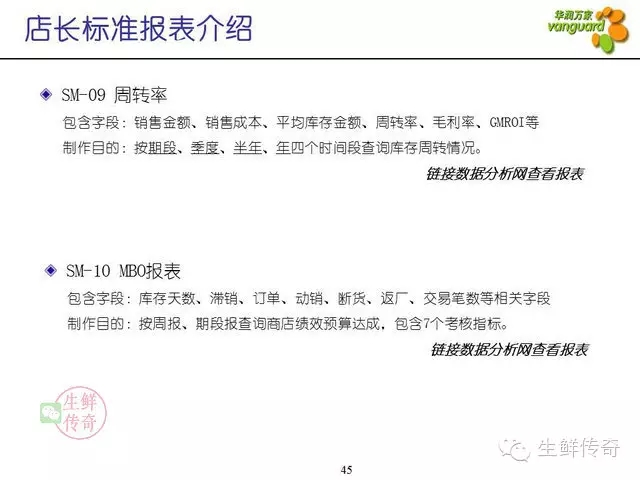 店长标准报表介绍
华润万家
vanguard
SM-09 周转率
包含字段：销售金额、销售成本、平均库存金额、周转率、毛利率、GMROI等
制作目的：按期段、季度、半年、年四个时间段查询库存周转情况。
链接数据分析网查看报表
SM-10 MBO报表
包含字段：库存天数、滞销、订单、动销、断货、返厂、交易笔数等相关字段
制作目的：按周报、期段报查询商店绩效预算达成，包含7个考核指标。
链接数据分析网查看报表
生鲜
传奇
生鲜传奇
45